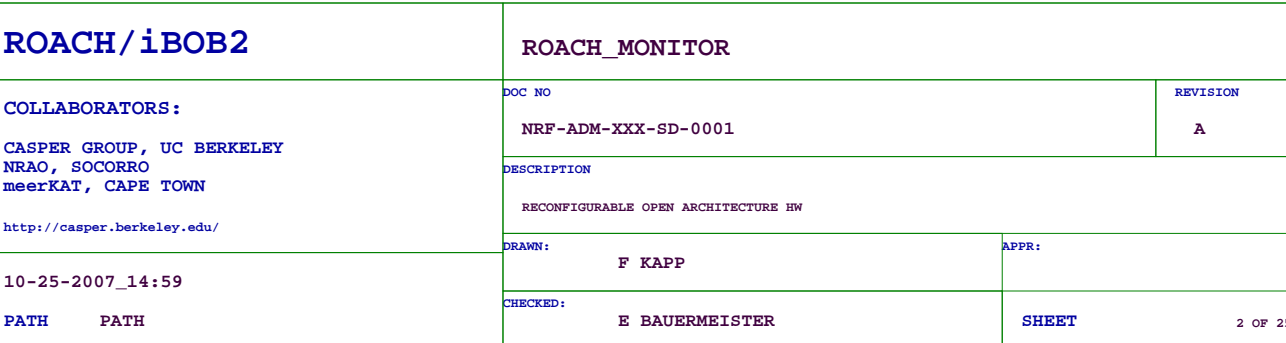 ROACH/iBOB2
ROACH_MONITOR
COLLABORATORS:
CASPER GROUP, UC BERKELEY
NRAO, SOCORRO
meerKAT, CAPE TOWN
http://casper.berkeley.edu/
10-25-2007_14:59
PATH PATH
DOC NO
NRF-ADM-XXX-SD-0001
REVISION
A
DESCRIPTION
RECONFIGURABLE OPEN ARCHITECTURE HW
DRAWN:
F KAPP
APPR:
CHECKED:
E BAUERMEISTER
SHEET 2 OF 25